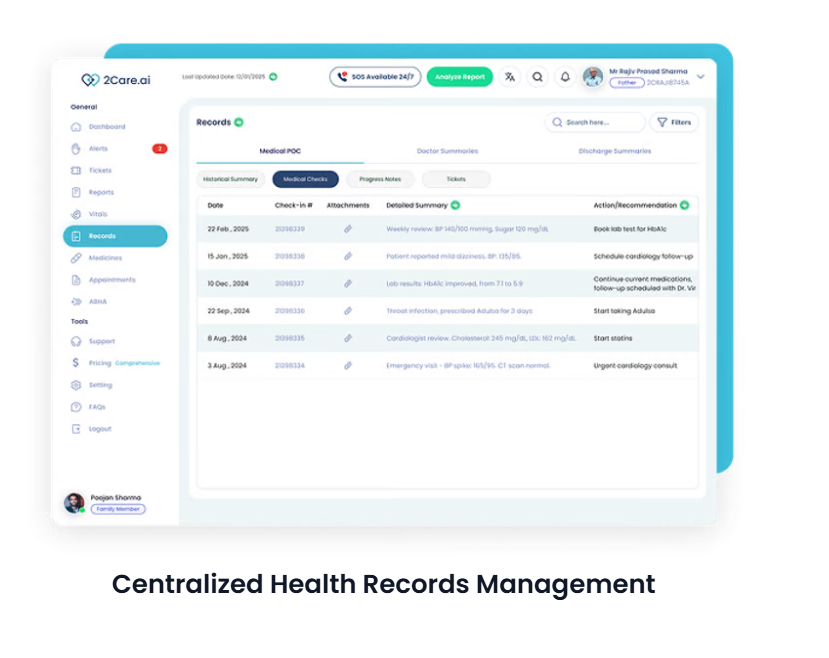 2Care.ai
Last Updated Date: 12/01/2025
SOS Available 24/7
Analyze Report
Mr Rajiv Prasad Sharma
Father
2CRAJI8745A
General
Dashboard
Alerts
2
Tickets
Reports
Vitals
Records
Medicines
Appointments
ABHA
Tools
Support
Pricing Comprehensive
Setting
FAQs
Logout
Poojan Sharma
Family Member
Records
Search here...
Filters
Medical POC
Doctor Summaries
Discharge Summaries
Historical Summary
Medical Checks
Progress Notes
Tickets
Date Check-in # Attachments Detailed Summary Action/Recommendation
22 Feb, 2025 21398339 Weekly review: BP 140/100 mmHg, Sugar 120 mg/dL Book lab test for HbA1c
15 Jan, 2025 21398338 Patient reported mild dizziness, BP: 135/85. Schedule cardiology follow-up
10 Dec, 2024 21398337 Lab results: HbA1c improved, from 7.1 to 5.9 Continue current medications,
follow-up scheduled with Dr. Vir
22 Sep, 2024 21398336 Throat Infection, prescribed Adulsa for 3 days Start taking Adulsa
8 Aug, 2024 21398335 Cardiologist review. Cholesterol: 245 mg/dL, LDL: 162 mg/dL Start statins
3 Aug, 2024 21398334 Emergency visit - BP spike: 165/95. CT scan normal. Urgent cardiology consult
Centralized Health Records Management